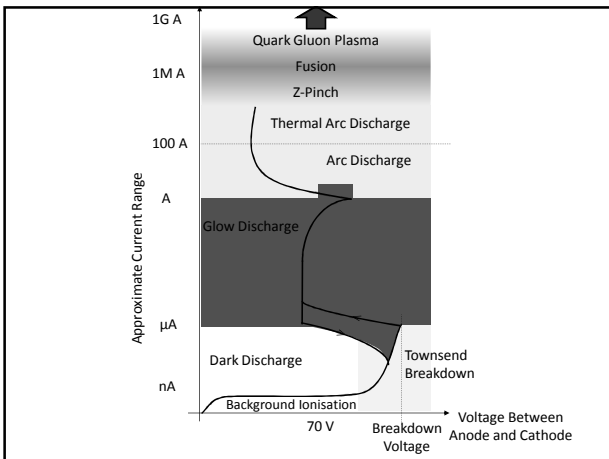 1G A
Quark Gluon Plasma
1M A
Fusion
Z-Pinch
Thermal Arc Discharge
100 A
Arc Discharge
A
Glow Discharge
Approximate Current Range
μA
Dark Discharge
Townsend
Breakdown
nA
Background Ionisation
70 V
Breakdown
Voltage
Voltage Between
Anode and Cathode